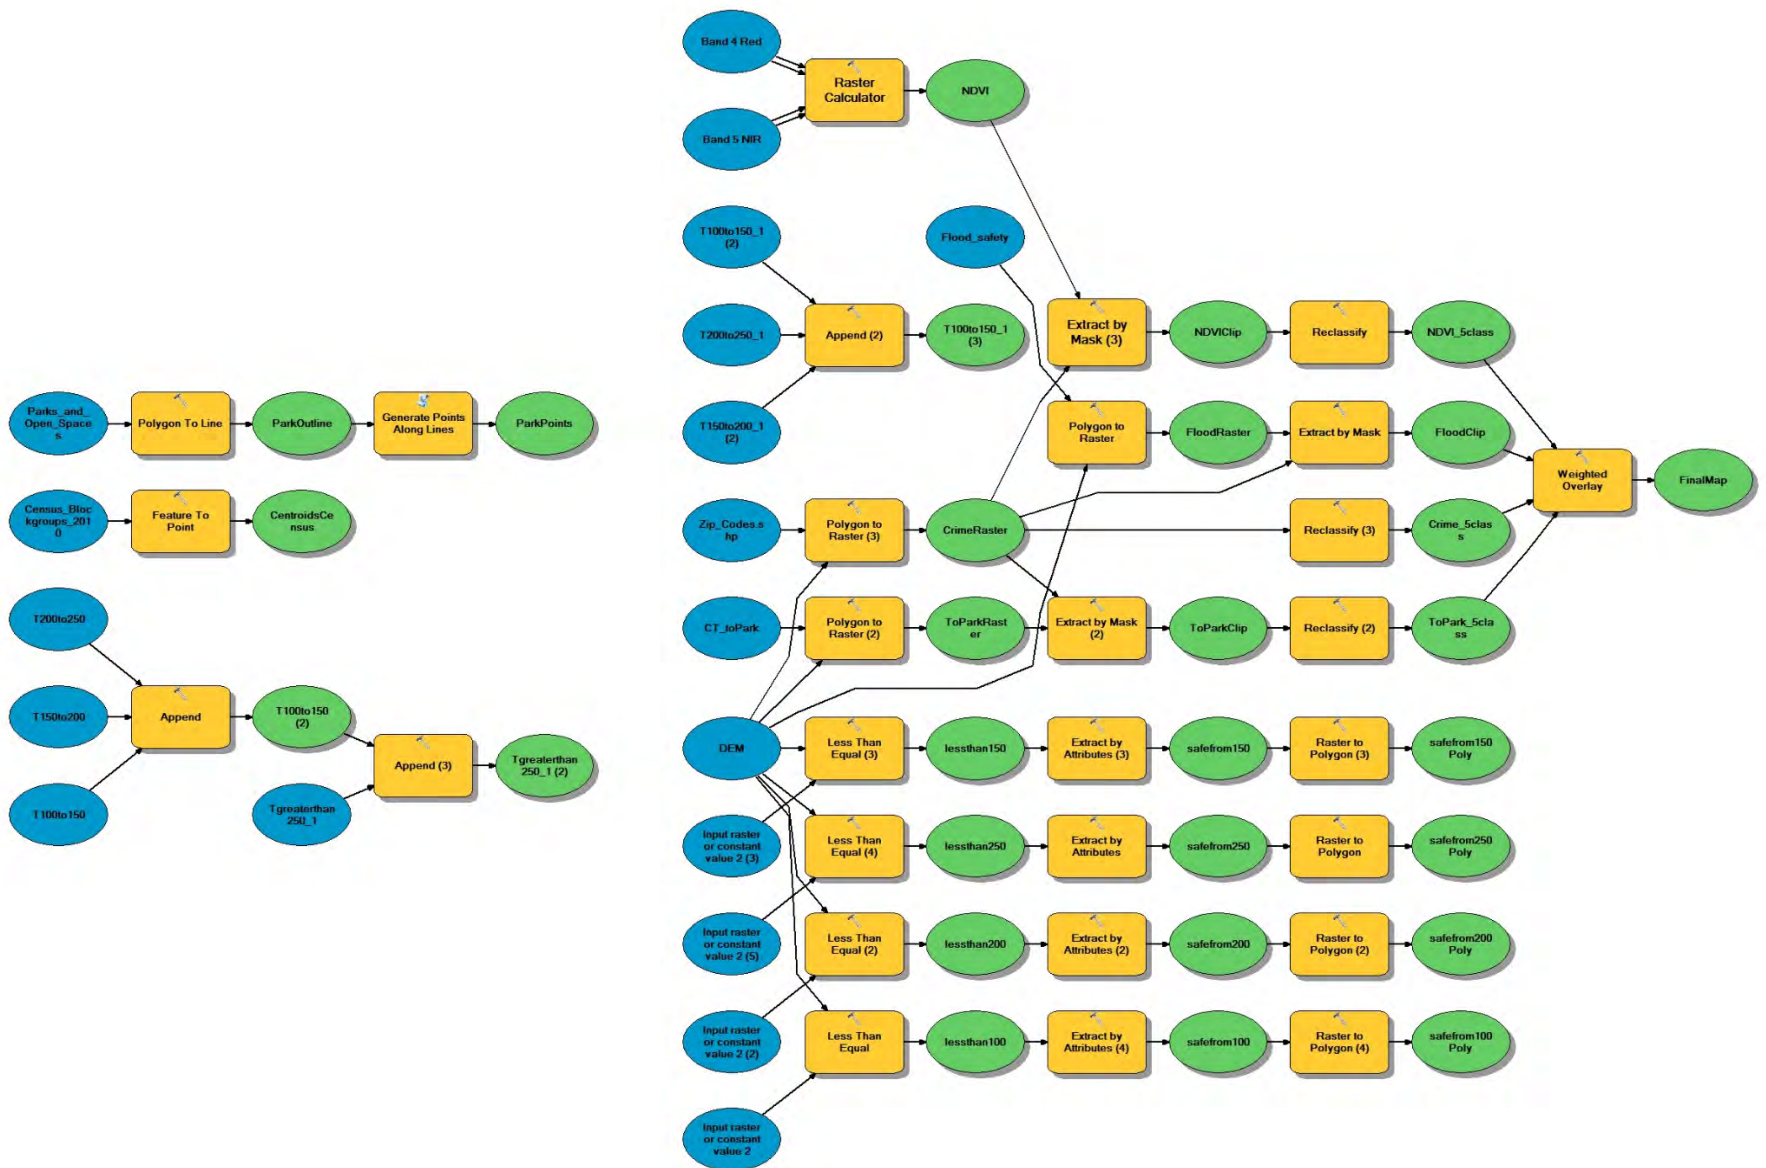 Band 4 Red
Raster
Calculator
NDVI
Band 5 NIR
T100to150_1
(2)
Flood_safety
T200to250_1
Append (2)
T100to150_1
(3)
Extract by
Mask (3)
NDVIClip
Reclassify
NDVI_5class
T150to200_1
(2)
Polygon to
Raster
FloodRaster
Extract by Mask
FloodClip
Parks_and_
Open_Space
s
Polygon To Line
ParkOutline
Generate Points
Along Lines
ParkPoints
Weighted
Overlay
FinalMap
Census_Bloc
kgroups_201
0
Feature To
Point
CentroidsCe
nsus
Zip_Codes.s
hp
Polygon to
Raster (3)
CrimeRaster
Reclassify (3)
Crime_5clas
s
T200to250
CT_toPark
Polygon to
Raster (2)
ToParkRast
er
Extract by Mask
(2)
ToParkClip
Reclassify (2)
ToPark_5cla
ss
T150to200
Append
T100to150
(2)
Append (3)
Tgreaterthan
250_1 (2)
T100to150
Tgreaterthan
250_1
DEM
Less Than
Equal (3)
lessthan150
Extract by
Attributes (3)
safefrom150
Raster to
Polygon (3)
safefrom150
Poly
Input raster
or constant
value 2 (3)
Less Than
Equal (4)
lessthan250
Extract by
Attributes
safefrom250
Raster to
Polygon
safefrom250
Poly
Input raster
or constant
value 2 (5)
Less Than
Equal (2)
lessthan200
Extract by
Attributes (2)
safefrom200
Raster to
Polygon (2)
safefrom200
Poly
Input raster
or constant
value 2 (2)
Less Than
Equal
lessthan100
Extract by
Attributes (4)
safefrom100
Raster to
Polygon (4)
safefrom100
Poly
Input raster
or constant
value 2